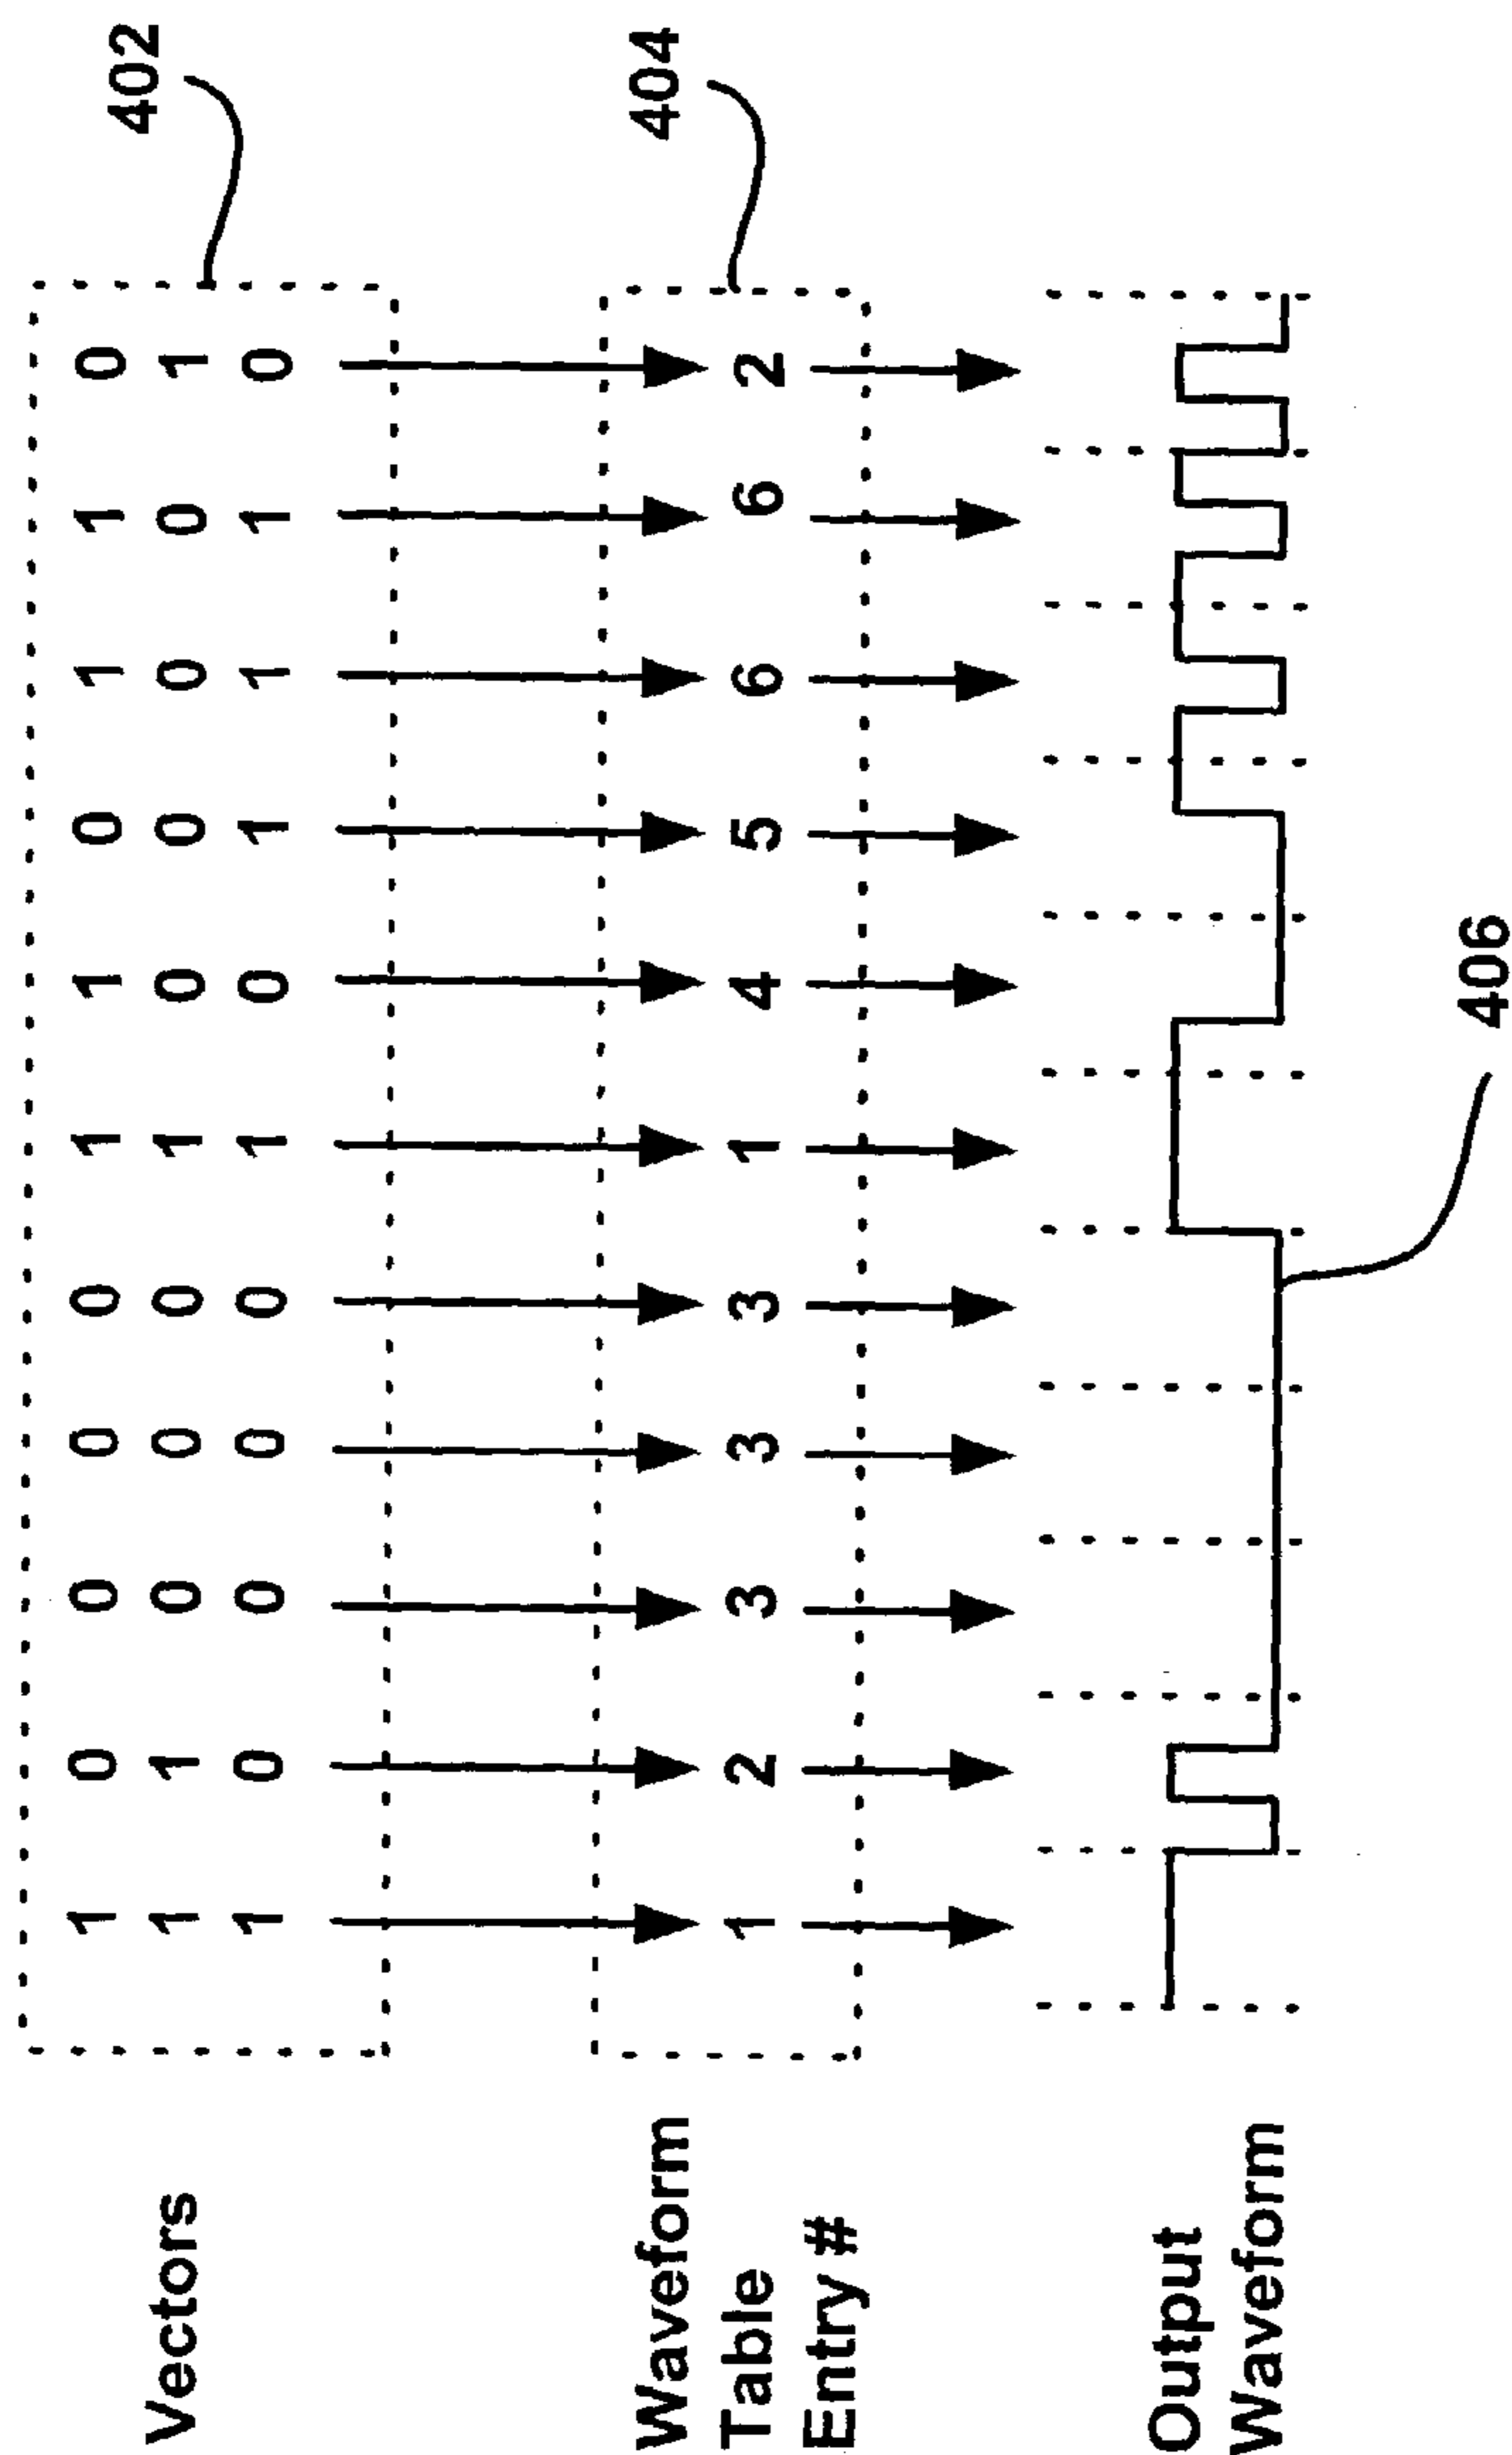 402
1 0 0 0 0 1 1 0 1 1 0
Vectors
1 1 0 0 0 1 0 0 0 0 1
1 0 0 0 0 1 0 1 1 1 0
404
Waveform
Table
Entry #
1 2 3 3 3 1 4 5 6 6 2
Output
Waveform
406